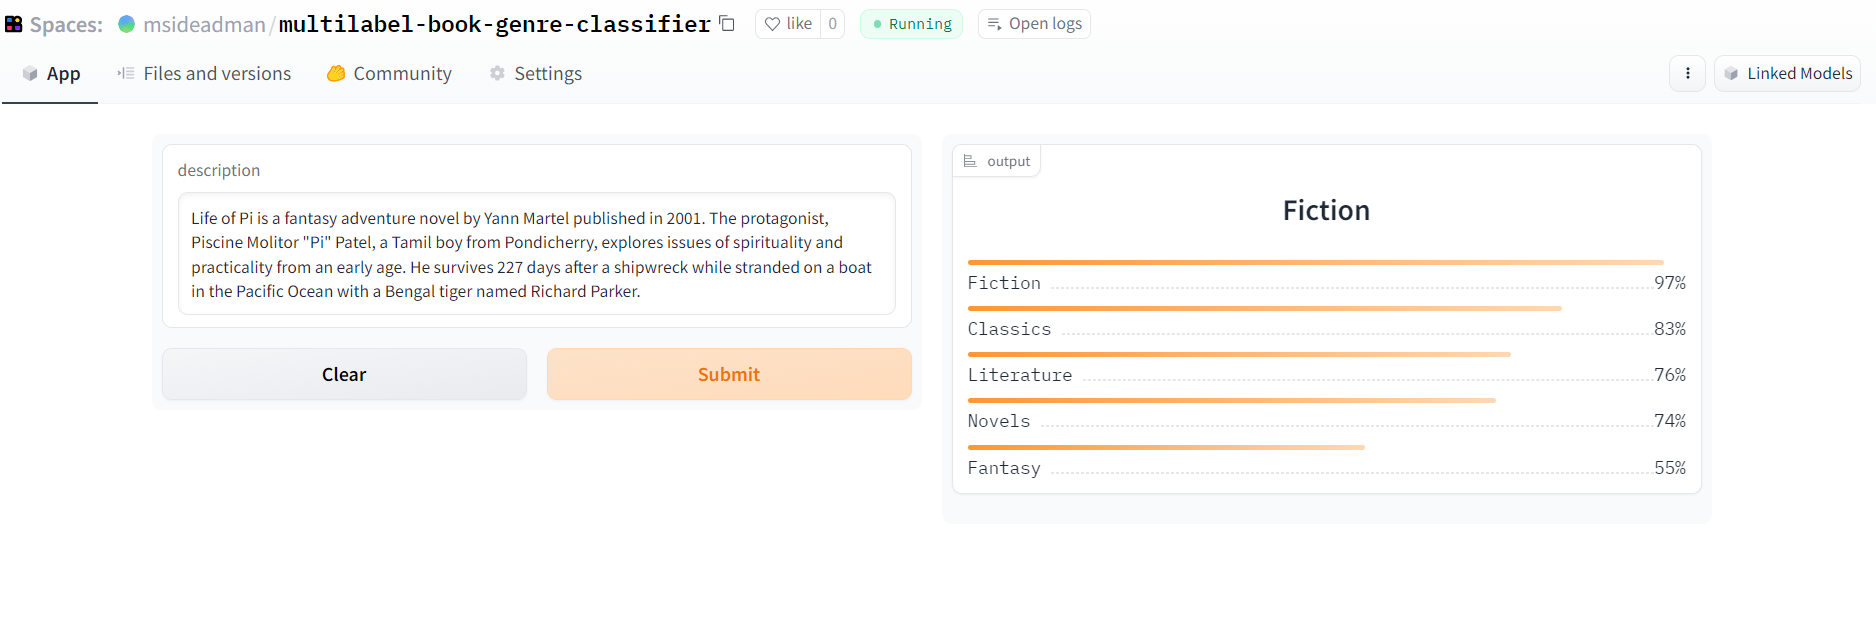 Spaces: msideadman/multilabel-book-genre-classifier like 0 Running Open logs
App Files and versions Community Settings Linked Models
description
Life of Pi is a fantasy adventure novel by Yann Martel published in 2001. The protagonist,
Piscine Molitor "Pi" Patel, a Tamil boy from Pondicherry, explores issues of spirituality and
practicality from an early age. He survives 227 days after a shipwreck while stranded on a boat
in the Pacific Ocean with a Bengal tiger named Richard Parker.
Clear Submit
output
Fiction
Fiction 97%
Classics 83%
Literature 76%
Novels 74%
Fantasy 55%